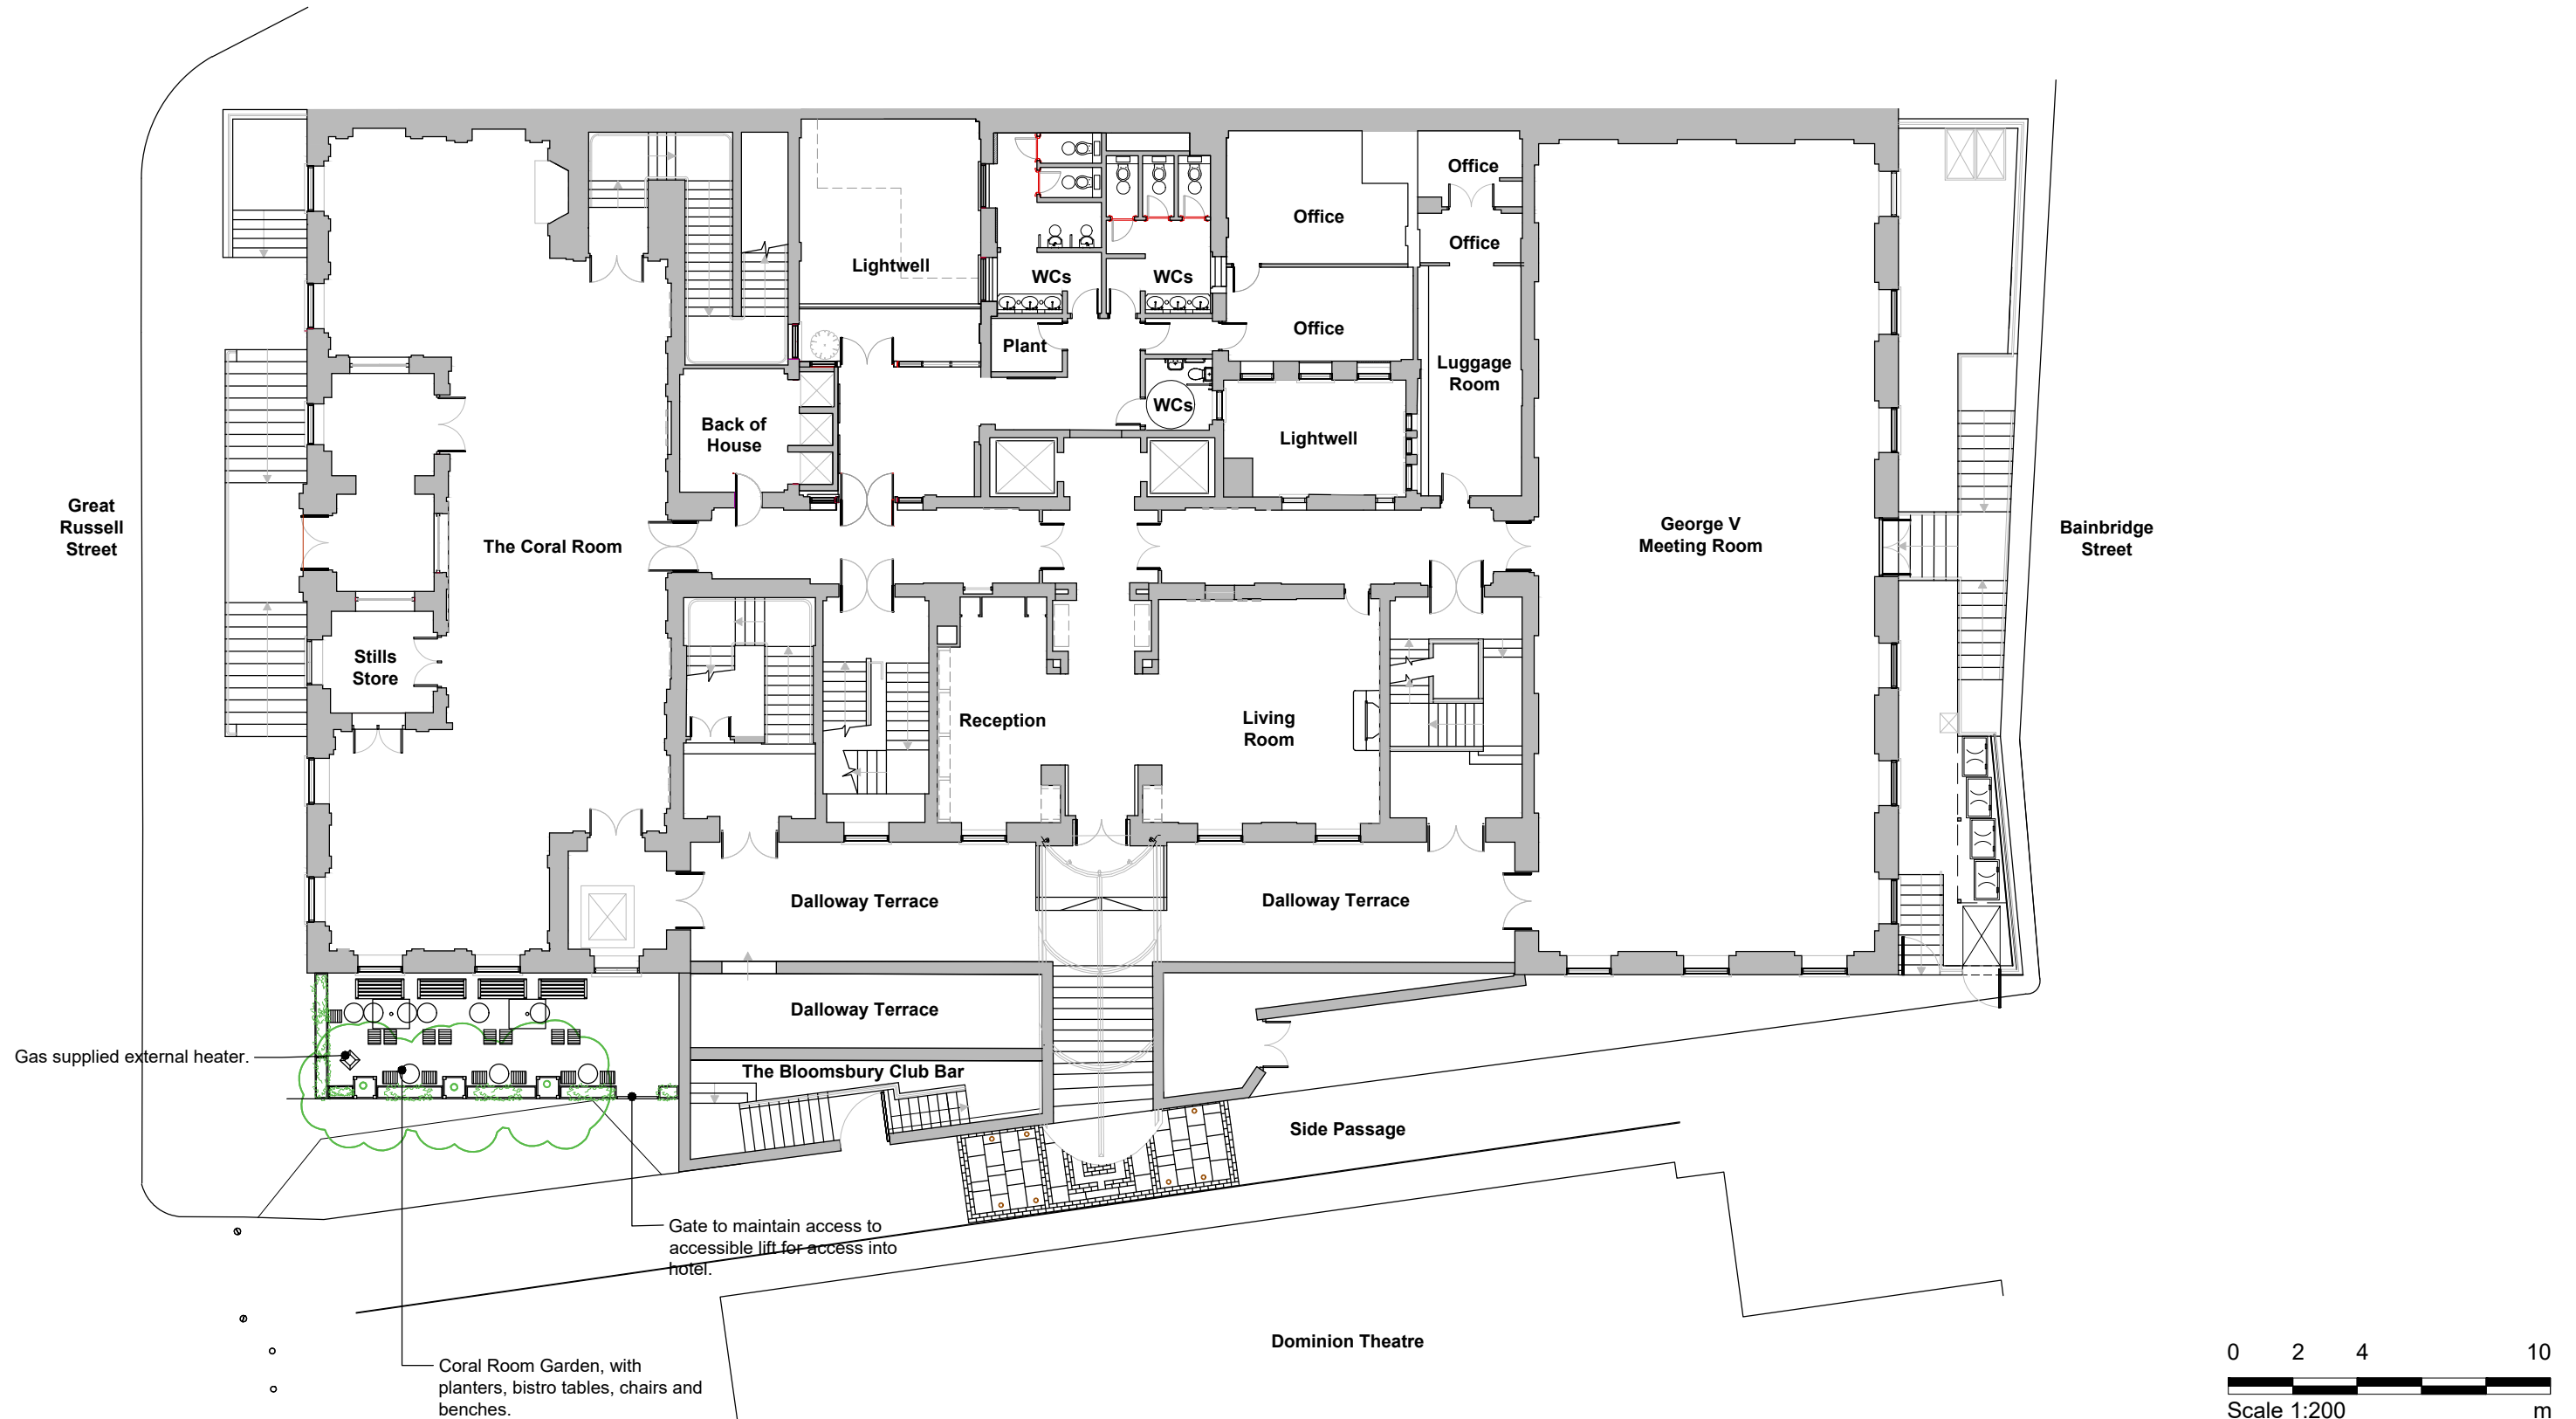 Office
Office
Office
Lightwell
WCs
WCs
Office
Plant
Luggage
Room
WCs
Back of
House
Lightwell
Great
Russell
Street
The Coral Room
George V
Meeting Room
Bainbridge
Street
Stills
Store
Reception
Living
Room
Dalloway Terrace
Dalloway Terrace
Dalloway Terrace
Gas supplied external heater.
The Bloomsbury Club Bar
Side Passage
Gate to maintain access to
accessible lift for access into
hotel.
Dominion Theatre
Coral Room Garden, with
planters, bistro tables, chairs and
benches.
0 2 4 10
Scale 1:200 m